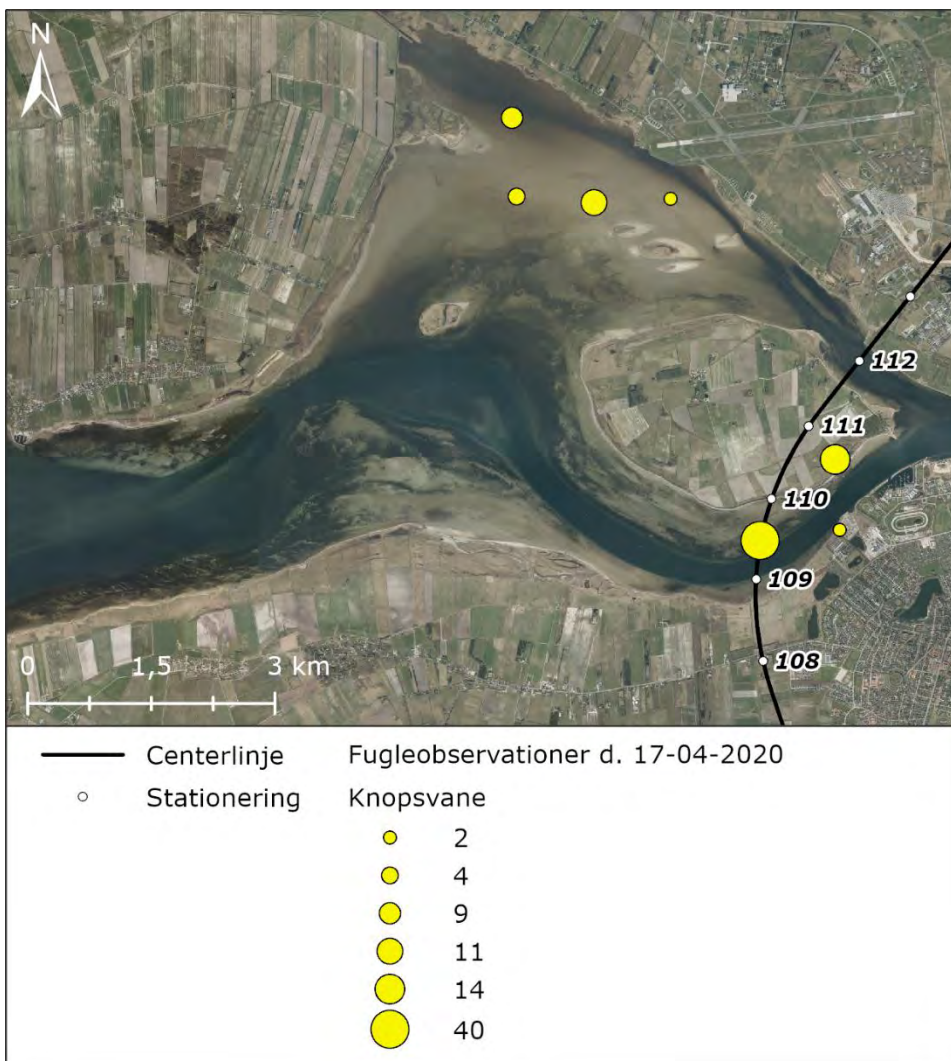 N
112
111
110
109
108
0 1,5 3 km
Centerlinje
Stationering
Fugleobservationer d. 17-04-2020
Knopsvane
2
4
9
11
14
40